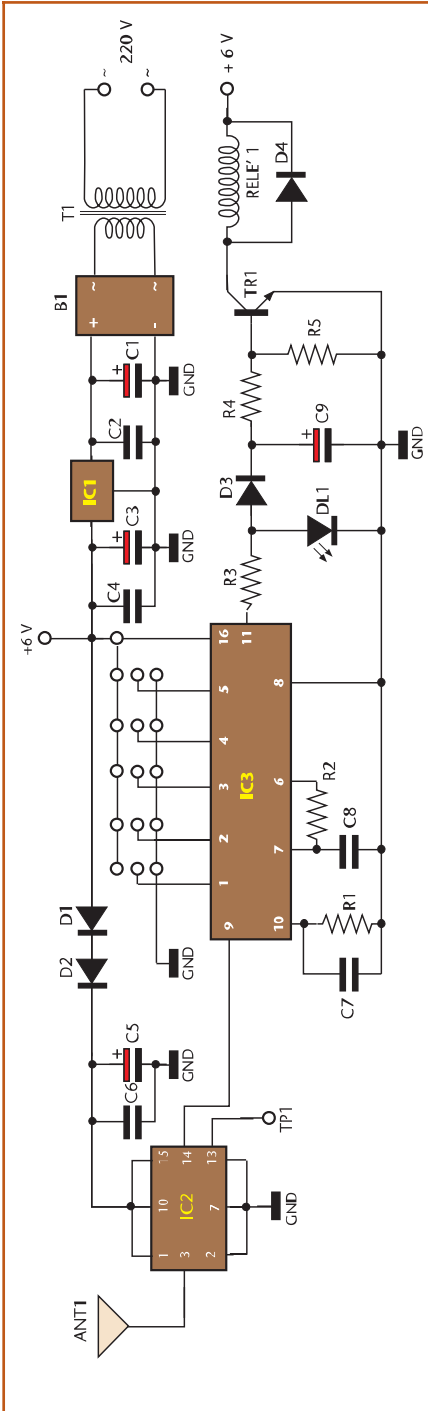 ANT1
IC2
1
10
15
3
14
2
7
13
TP1
GND
C6
C5
+
GND
D2
D1
GND
+6 V
C4
C3
+
GND
IC1
C2
C1
+
GND
B1
+
-
~
~
T1
~
~
220 V
IC3
1
2
3
4
5
16
9
11
10
7
6
8
C7
R1
C8
R2
R3
DL1
D3
C9
+
GND
R4
R5
TR1
RELE' 1
D4
+ 6 V